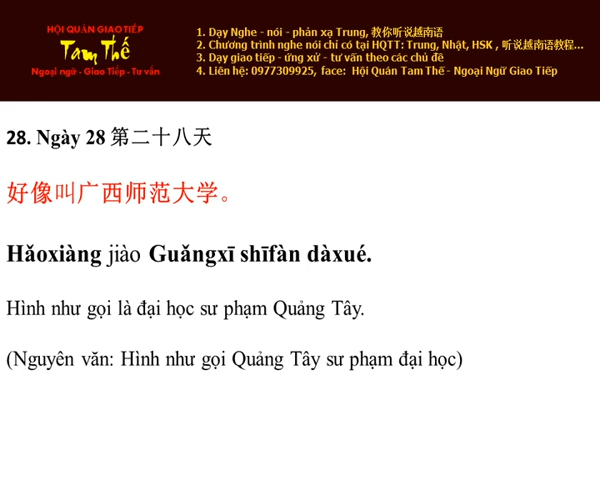 HỘI QUÁN GIAO TIẾP
Tam Thế
Ngoại ngữ - Giao Tiếp - Tư vấn
1. Dạy Nghe - nói - phản xạ Trung, 教你听说越南语
2. Chương trình nghe nói chỉ có tại HQTT: Trung, Nhật, HSK , 听说越南语教程...
3. Dạy giao tiếp - ứng xử - tư vấn theo các chủ đề
4. Liên hệ: 0977309925, face: Hội Quán Tam Thế - Ngoại Ngữ Giao Tiếp
28. Ngày 28 第二十八天
好像叫广西师范大学。
Hǎoxiàng jiào Guǎngxī shīfàn dàxué.
Hình như gọi là đại học sư phạm Quảng Tây.
(Nguyên văn: Hình như gọi Quảng Tây sư phạm đại học)